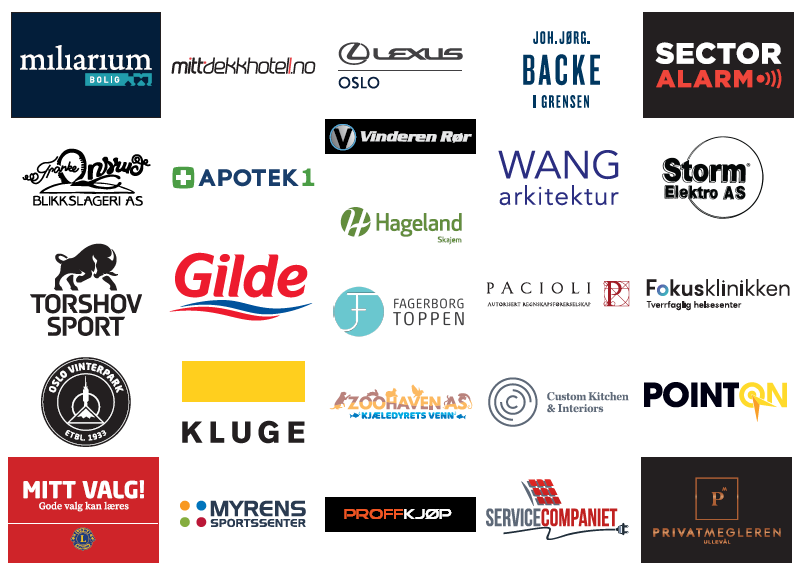 miliarium
BOLIG
mittdekkhotell.no
LEXUS
OSLO
JOH.JØRG.
BACKE
I GRENSEN
SECTOR
ALARM
Franke Onsrud
BLIKKSLAGERI AS
APOTEK 1
Vinderen Rør
Hageland
Skajem
WANG
arkitektur
Storm®
Elektro AS
TORSHOV
SPORT
Gilde
FAGERBORG
TOPPEN
PACIOLI
AUTORISERT REGNSKAPSFØRERSELSKAP
P
Fokusklinikken
Tverrfaglig helsesenter
OSLO VINTERPARK
ETBL. 1933
KLUGE
ZOOHAVEN AS
KJÆLEDYRETS VENN
Custom Kitchen
& Interiors
POINTON
MITT VALG!
Gode valg kan læres
L
MYRENS
SPORTSSENTER
PROFFKJØP
SERVICECOMPANIET
P M
PRIVATMEGLEREN
ULLEVÅL